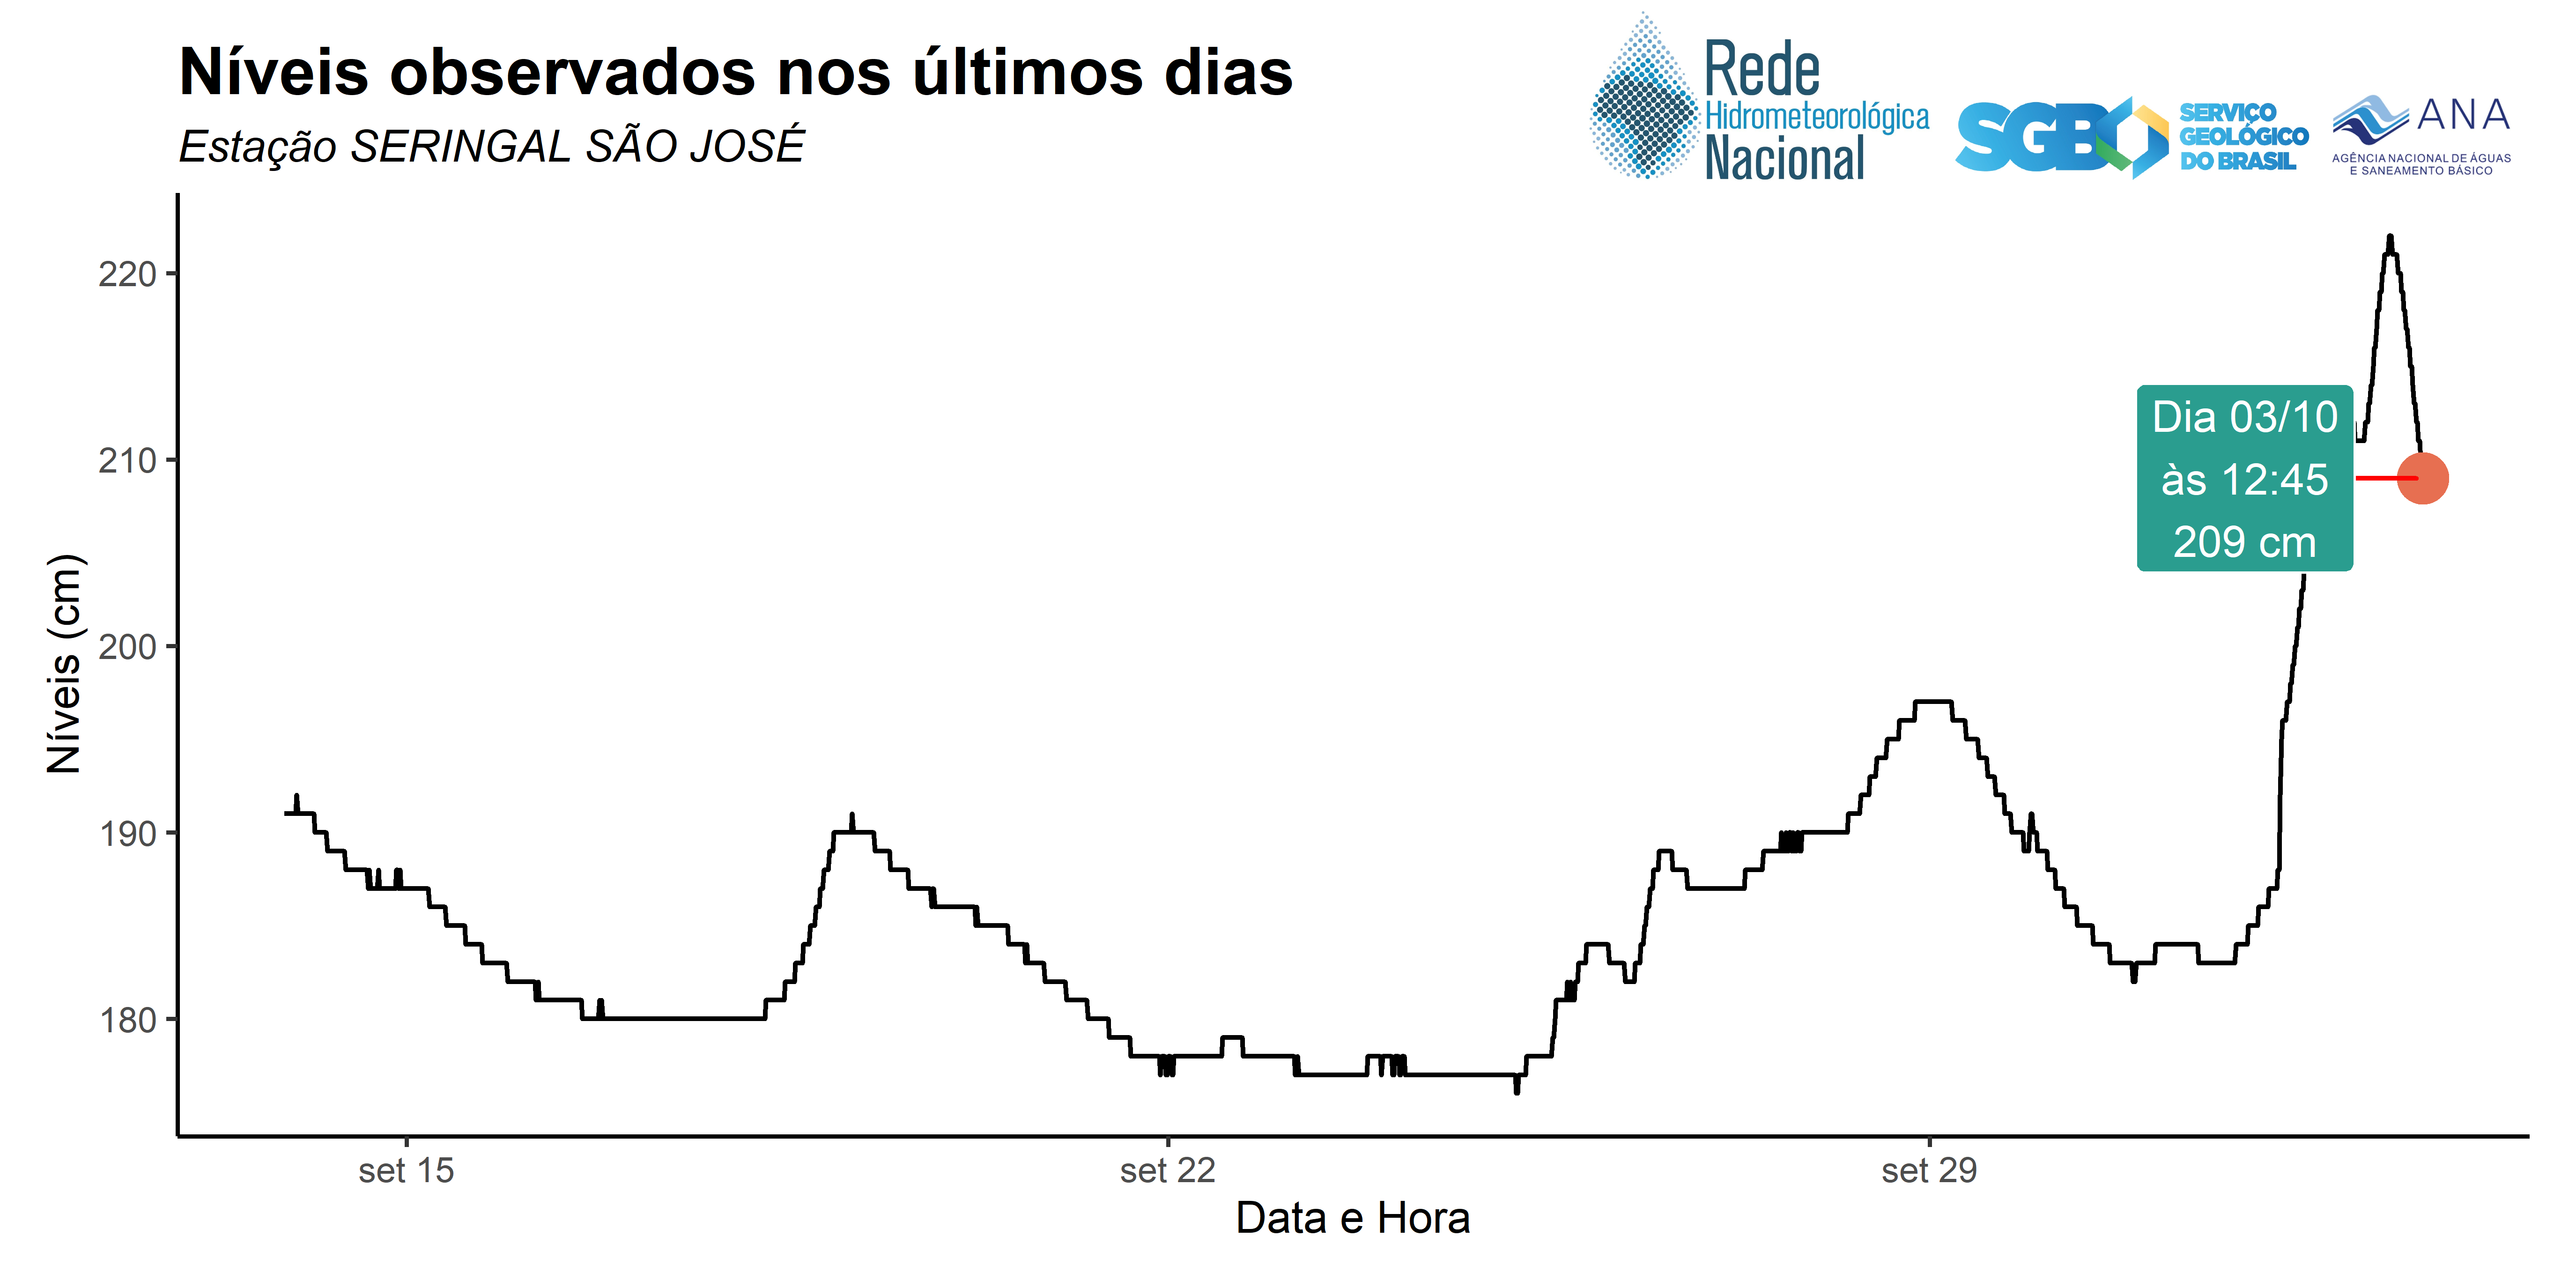 Níveis observados nos últimos dias
Estação SERINGAL SÃO JOSÉ
Rede
Hidrometeorológica
Nacional
SGB
SERVIÇO
GEOLÓGICO
DO BRASIL
ANA
AGÊNCIA NACIONAL DE ÁGUAS
E SANEAMENTO BÁSICO
Níveis (cm)
220
210
200
190
180
Dia 03/10
às 12:45
209 cm
set 15
set 22
set 29
Data e Hora